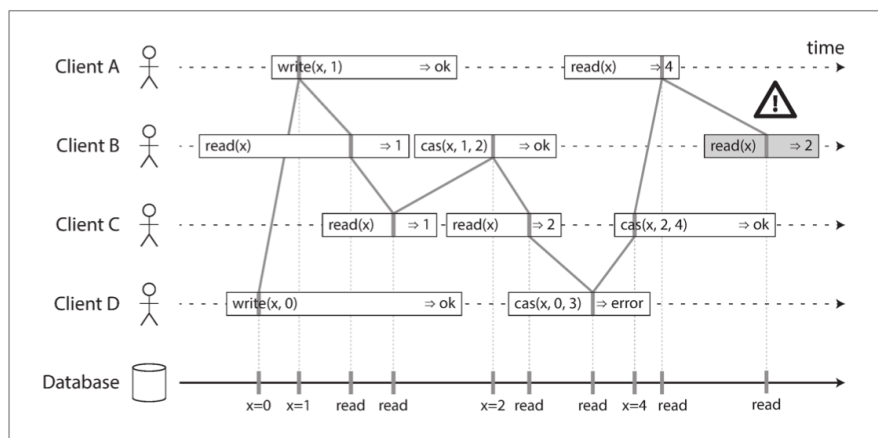 time
Client A write(x, 1) ⇒ ok read(x) ⇒ 4
Client B read(x) ⇒ 1 cas(x, 1, 2) ⇒ ok read(x) ⇒ 2
Client C read(x) ⇒ 1 read(x) ⇒ 2 cas(x, 2, 4) ⇒ ok
Client D write(x, 0) ⇒ ok cas(x, 0, 3) ⇒ error
Database
x=0 x=1 read read x=2 read read x=4 read read